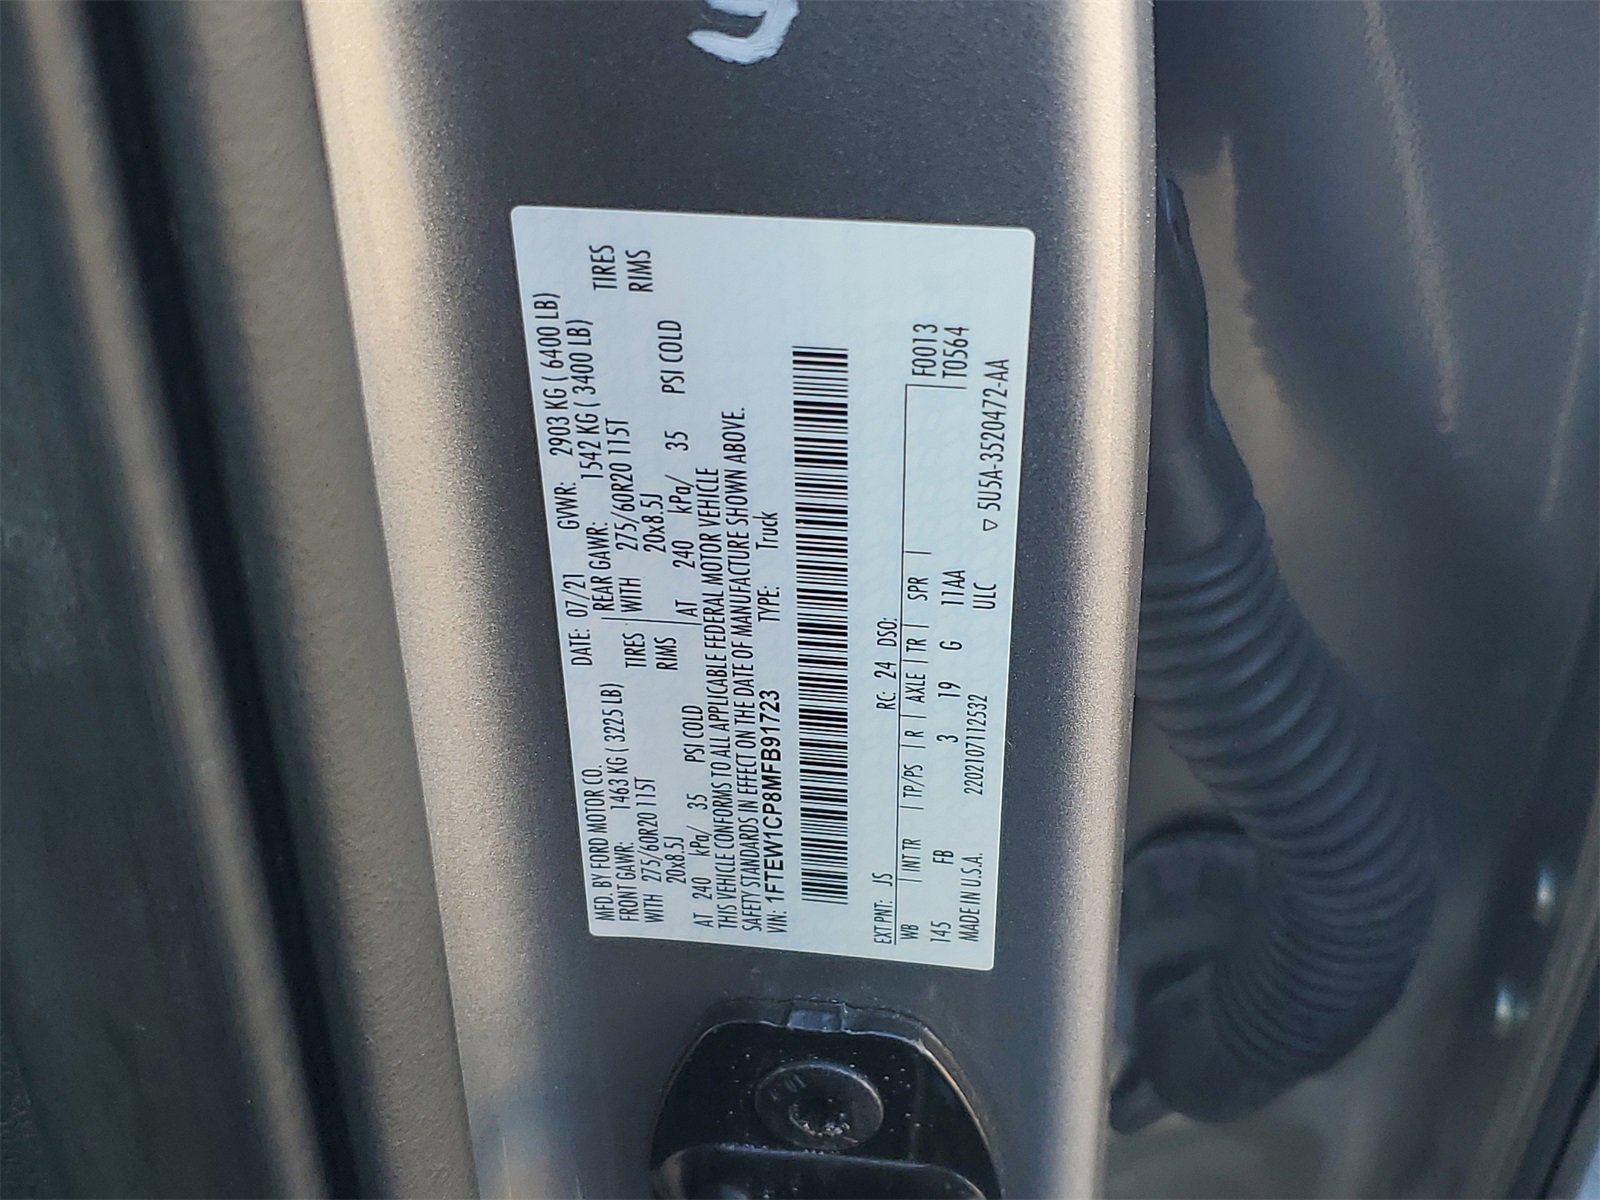 MFD. BY FORD MOTOR CO. DATE: 07/21 GVWR: 2903 KG ( 6400 LB)
FRONT GAWR: 1463 KG ( 3225 LB) REAR GAWR: 1542 KG ( 3400 LB)
WITH 275/60R20 115T TIRES WITH 275/60R20 115T TIRES
20x8.5J RIMS 20x8.5J RIMS
AT 240 kPa/ 35 PSI COLD AT 240 kPa/ 35 PSI COLD
THIS VEHICLE CONFORMS TO ALL APPLICABLE FEDERAL MOTOR VEHICLE
SAFETY STANDARDS IN EFFECT ON THE DATE OF MANUFACTURE SHOWN ABOVE.
VIN: 1FTEW1CP8MFB91723 TYPE: Truck
EXT PNT: JS RC: 24 DSO:
WB INT TR TP/PS R AXLE TR SPR F0013
145 FB 3 19 G 11AA T0564
MADE IN U.S.A. 2202107112532 ULC ▽ 5U5A-3520472-AA